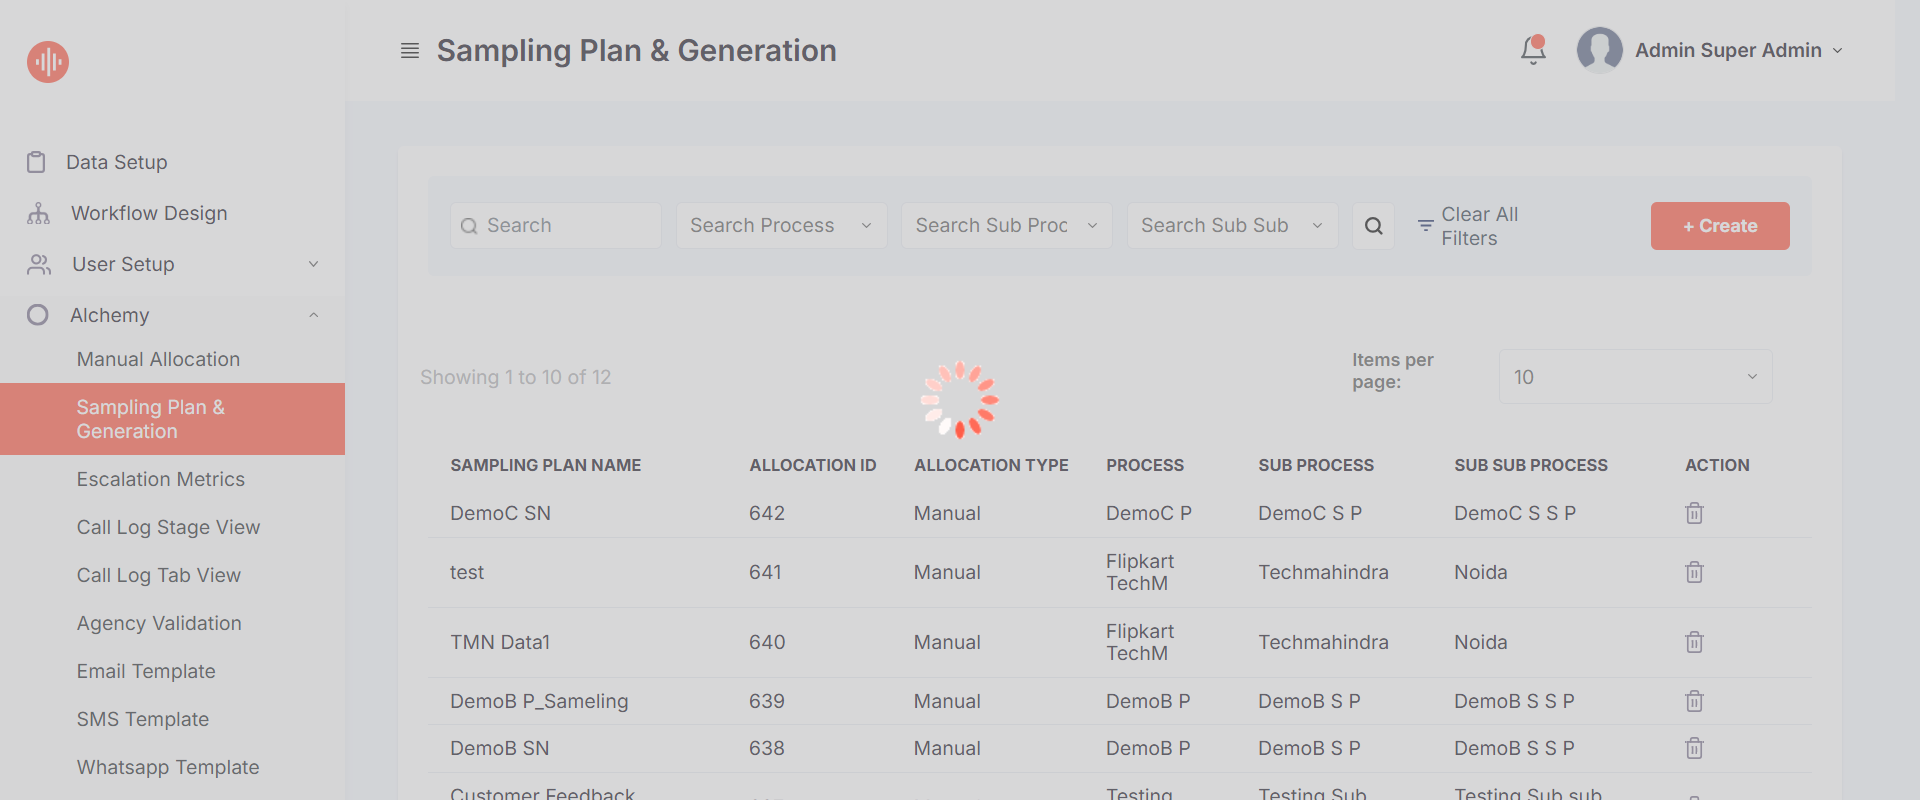 Sampling Plan & Generation
Admin Super Admin
Data Setup
Workflow Design
User Setup
Alchemy
Manual Allocation
Sampling Plan &
Generation
Escalation Metrics
Call Log Stage View
Call Log Tab View
Agency Validation
Email Template
SMS Template
Whatsapp Template
Search
Search Process
Search Sub Proc
Search Sub Sub
Clear All
Filters
+ Create
Showing 1 to 10 of 12
Items per
page:
10
SAMPLING PLAN NAME ALLOCATION ID ALLOCATION TYPE PROCESS SUB PROCESS SUB SUB PROCESS ACTION
DemoC SN 642 Manual DemoC P DemoC S P DemoC S S P
test 641 Manual Flipkart TechM Techmahindra Noida
TMN Data1 640 Manual Flipkart TechM Techmahindra Noida
DemoB P_Sameling 639 Manual DemoB P DemoB S P DemoB S S P
DemoB SN 638 Manual DemoB P DemoB S P DemoB S S P
Customer Feedback Testing Testing Sub Testing Sub sub